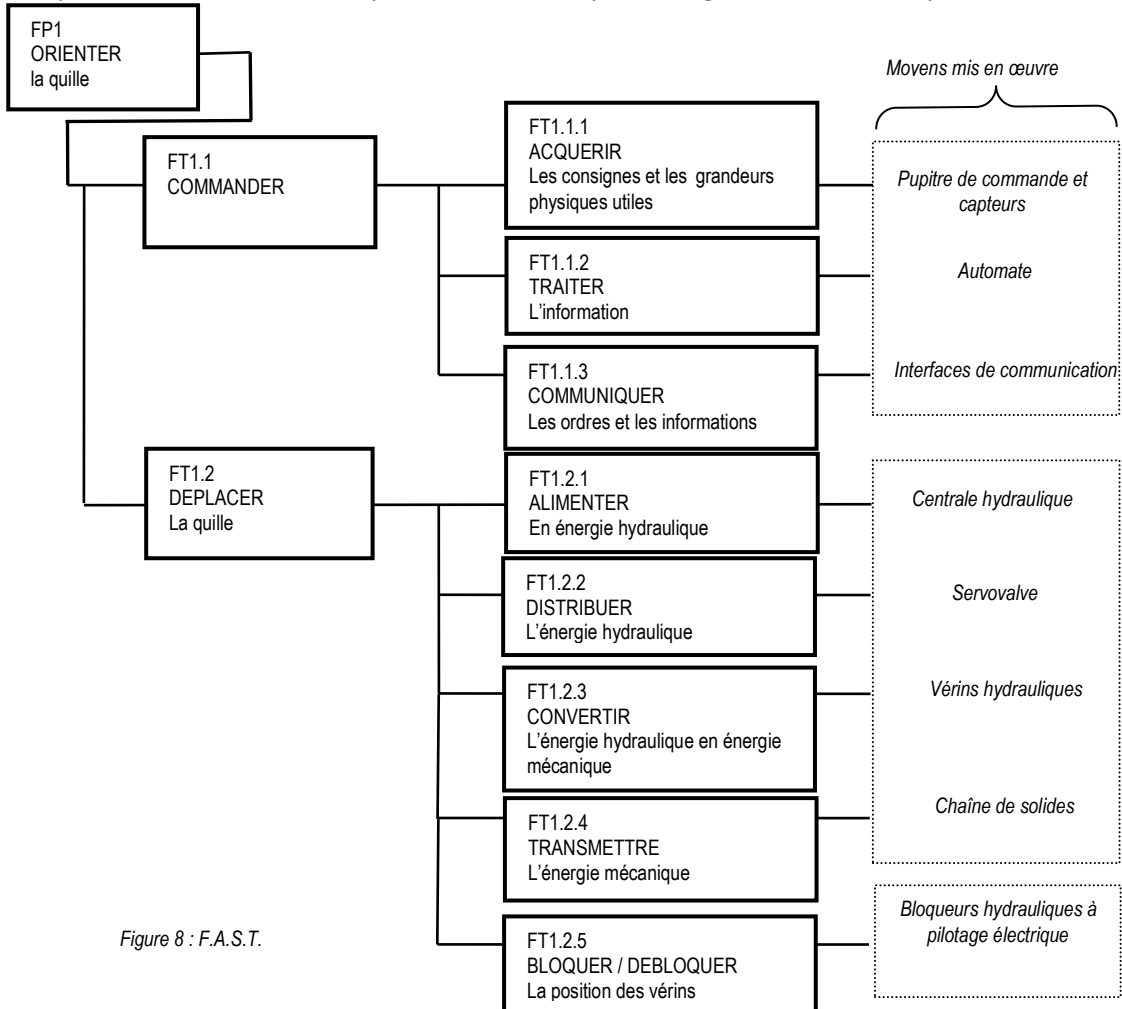 FP1
ORIENTER
la quille
Moyens mis en œuvre
FT1.1
COMMANDER
FT1.1.1
ACQUERIR
Les consignes et les grandeurs
physiques utiles
Pupitre de commande et
capteurs
FT1.1.2
TRAITER
L'information
Automate
FT1.1.3
COMMUNIQUER
Les ordres et les informations
Interfaces de communication
FT1.2
DEPLACER
La quille
FT1.2.1
ALIMENTER
En énergie hydraulique
Centrale hydraulique
FT1.2.2
DISTRIBUER
L'énergie hydraulique
Servovalve
FT1.2.3
CONVERTIR
L'énergie hydraulique en énergie
mécanique
Vérins hydrauliques
FT1.2.4
TRANSMETTRE
L'énergie mécanique
Chaîne de solides
FT1.2.5
BLOQUER / DEBLOQUER
La position des vérins
Bloqueurs hydrauliques à
pilotage électrique
Figure 8 : F.A.S.T.